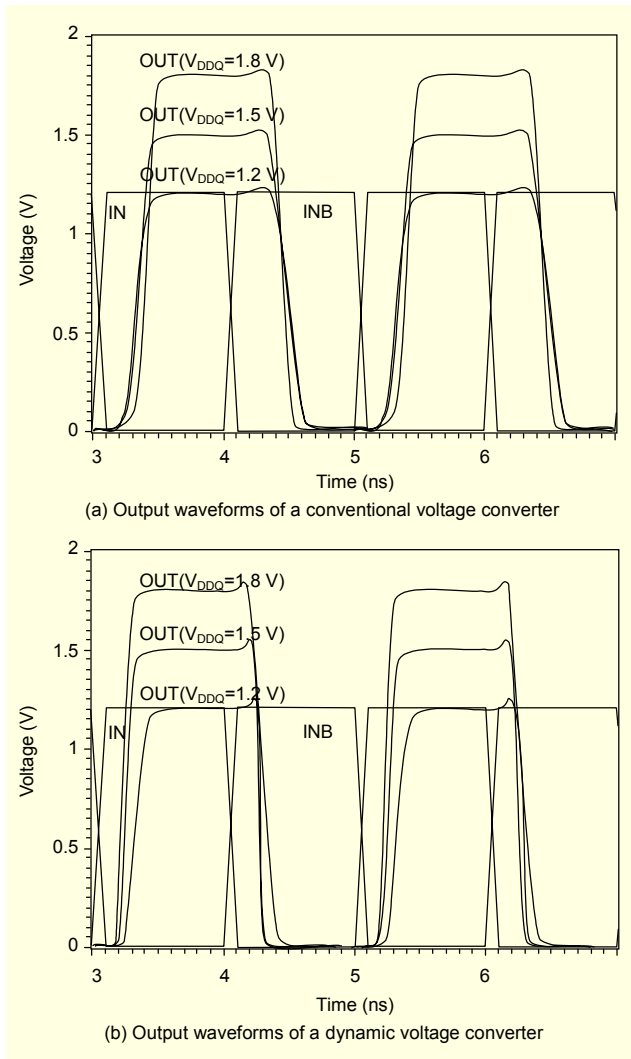 2
OUT(VDDQ=1.8 V)
1.5
OUT(VDDQ=1.5 V)
OUT(VDDQ=1.2 V)
IN
INB
1
Voltage (V)
0.5
0
3
4
5
6
Time (ns)
(a) Output waveforms of a conventional voltage converter
2
OUT(VDDQ=1.8 V)
OUT(VDDQ=1.5 V)
1.5
OUT(VDDQ=1.2 V)
IN
INB
1
Voltage (V)
0.5
0
3
4
5
6
Time (ns)
(b) Output waveforms of a dynamic voltage converter